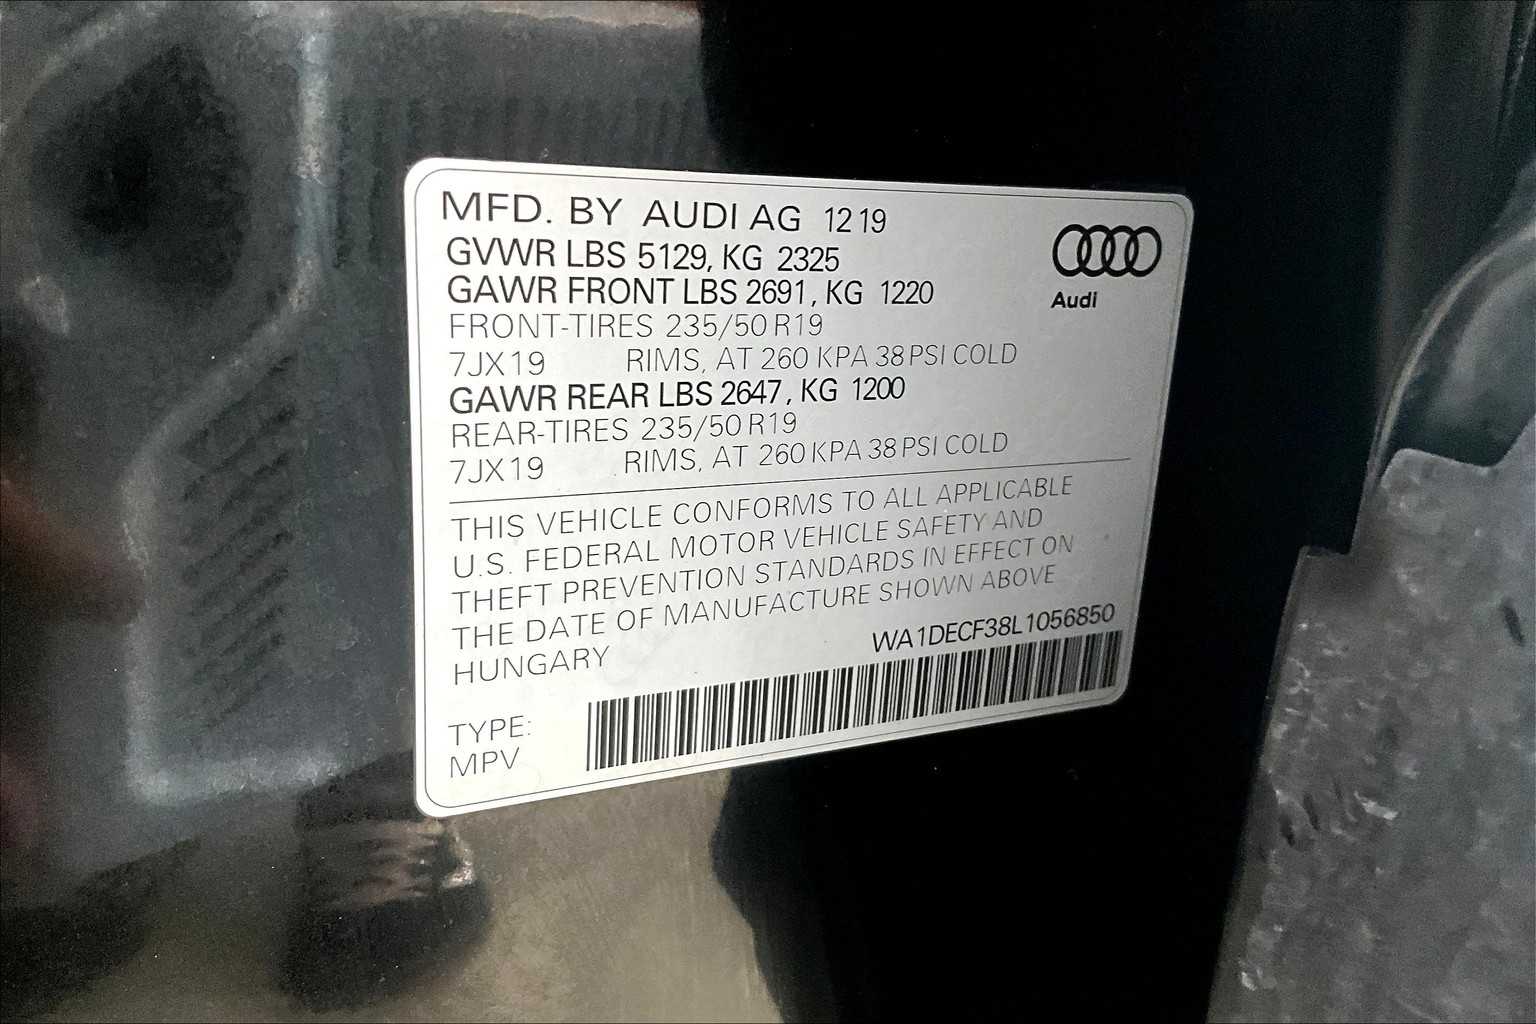 MFD. BY AUDI AG 12 19
GVWR LBS 5129, KG 2325
GAWR FRONT LBS 2691, KG 1220
FRONT-TIRES 235/50 R19
7JX19 RIMS, AT 260 KPA 38 PSI COLD
GAWR REAR LBS 2647, KG 1200
REAR-TIRES 235/50 R19
7JX19 RIMS, AT 260 KPA 38 PSI COLD
Audi
THIS VEHICLE CONFORMS TO ALL APPLICABLE
U.S. FEDERAL MOTOR VEHICLE SAFETY AND
THEFT PREVENTION STANDARDS IN EFFECT ON
THE DATE OF MANUFACTURE SHOWN ABOVE
HUNGARY
WA1DECF38L1056850
TYPE:
MPV